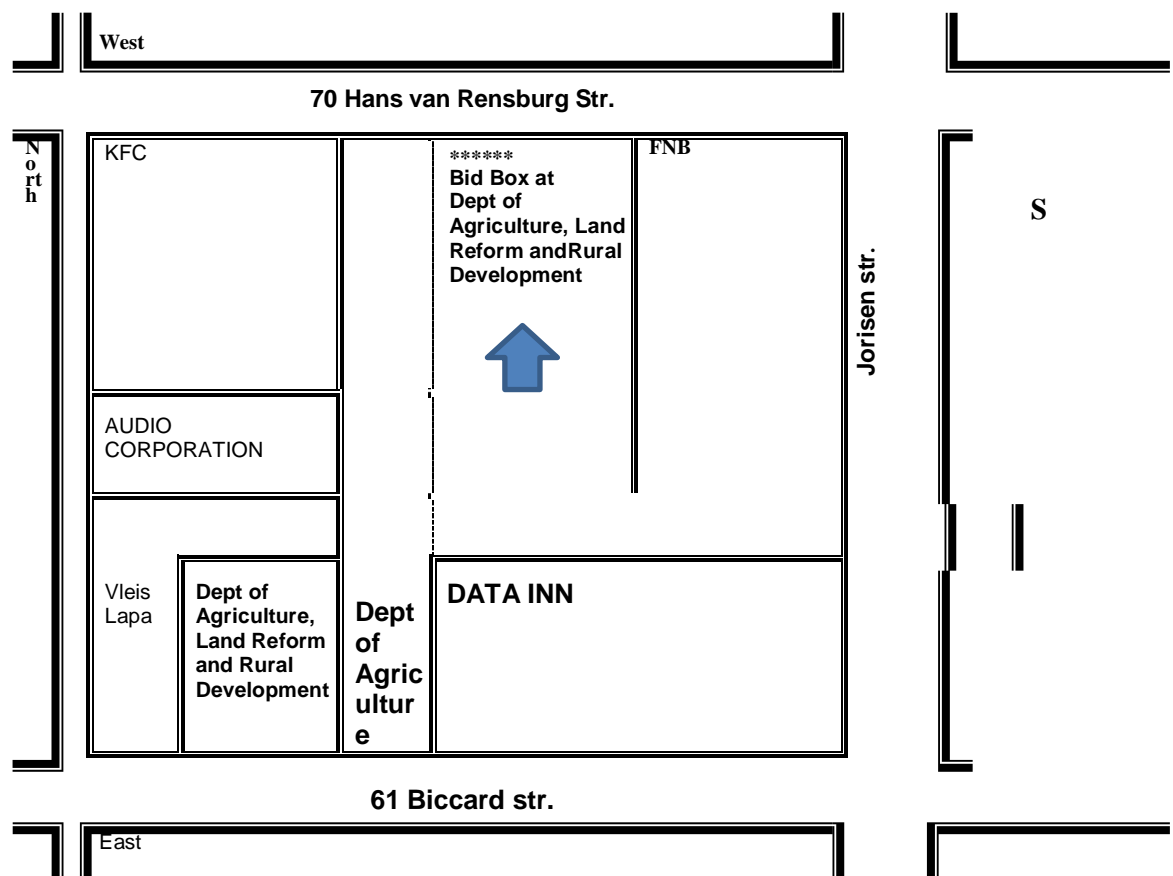 West
70 Hans van Rensburg Str.
N
o
rt
h
KFC
******
Bid Box at
Dept of
Agriculture, Land
Reform andRural
Development
FNB
S
Jorisen str.
AUDIO
CORPORATION
Vleis
Lapa
Dept of
Agriculture,
Land Reform
and Rural
Development
Dept
of
Agric
ultur
e
DATA INN
61 Biccard str.
East